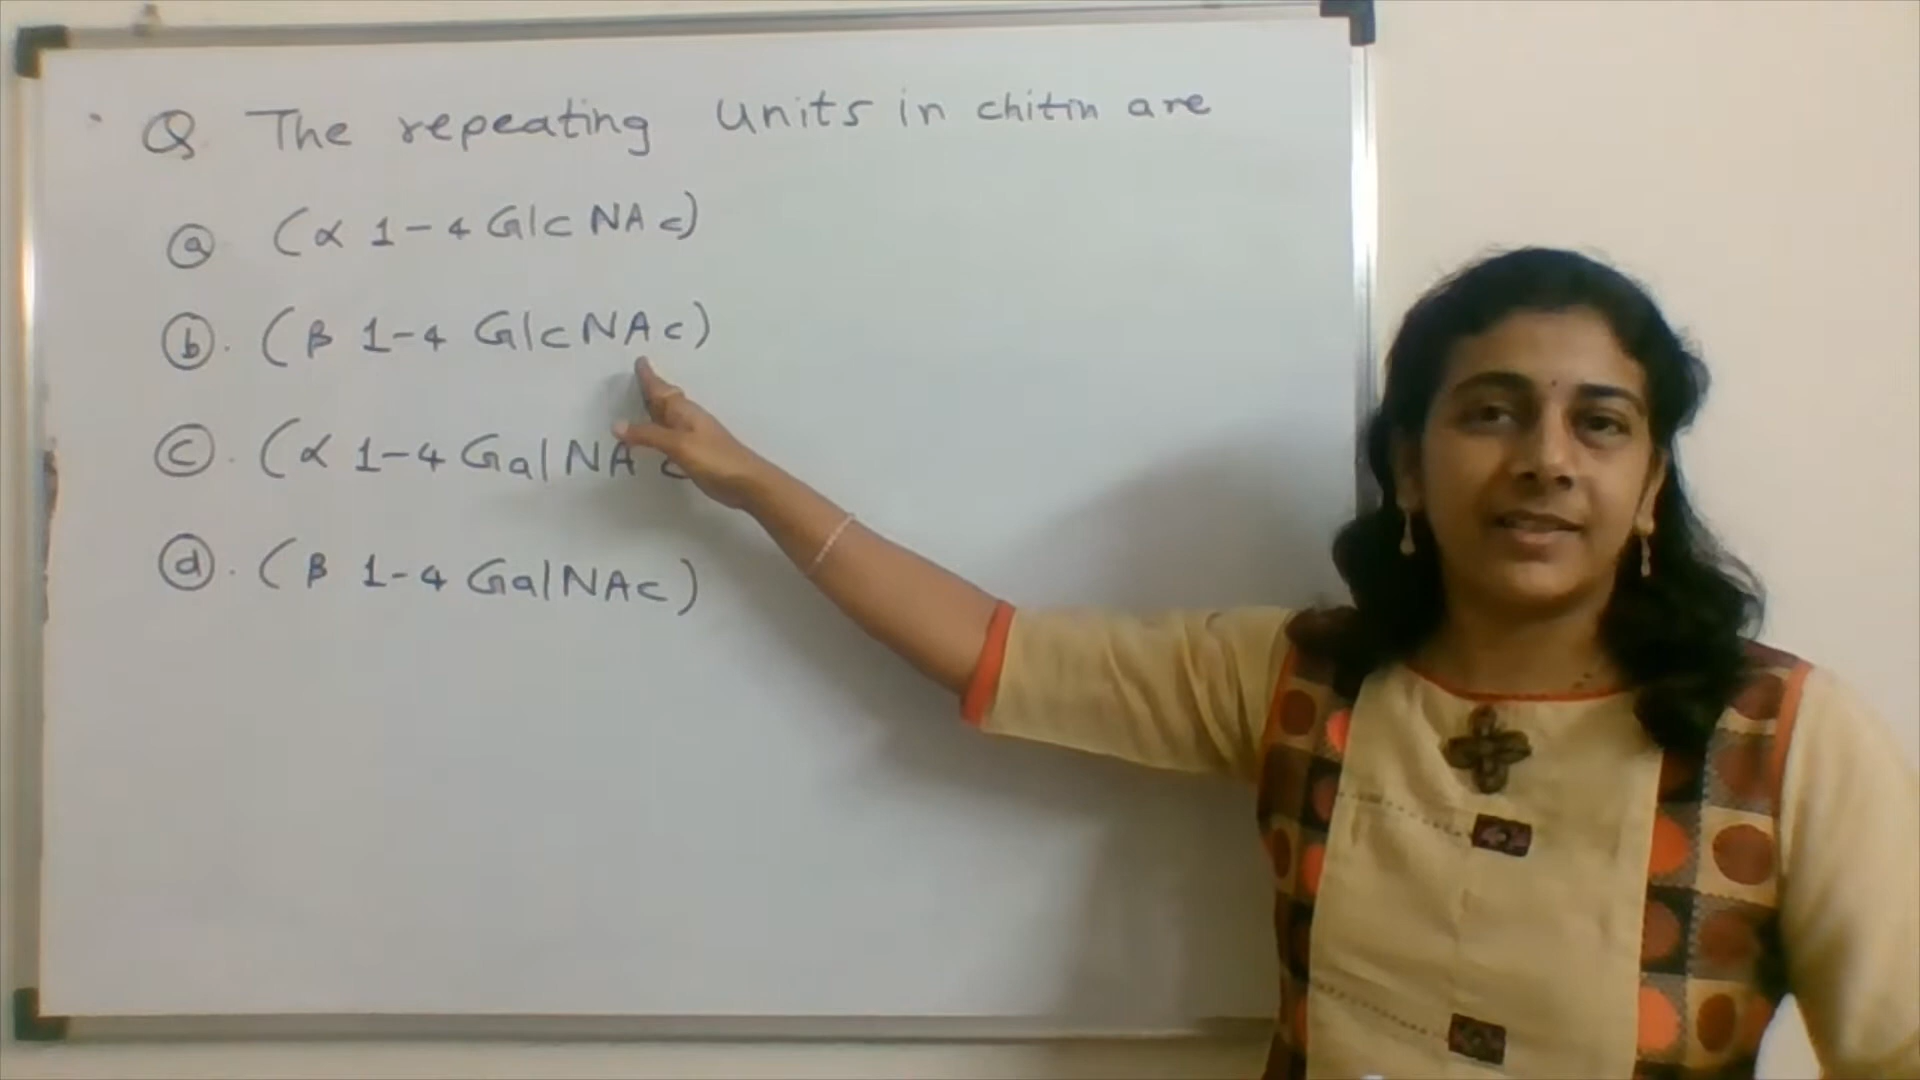 Q The repeating units in chitin are
a (α 1-4 GlcNAc)
b. (β 1-4 GlcNAc)
c. (α 1-4 GalNAc
d. (β 1-4 GalNAc)